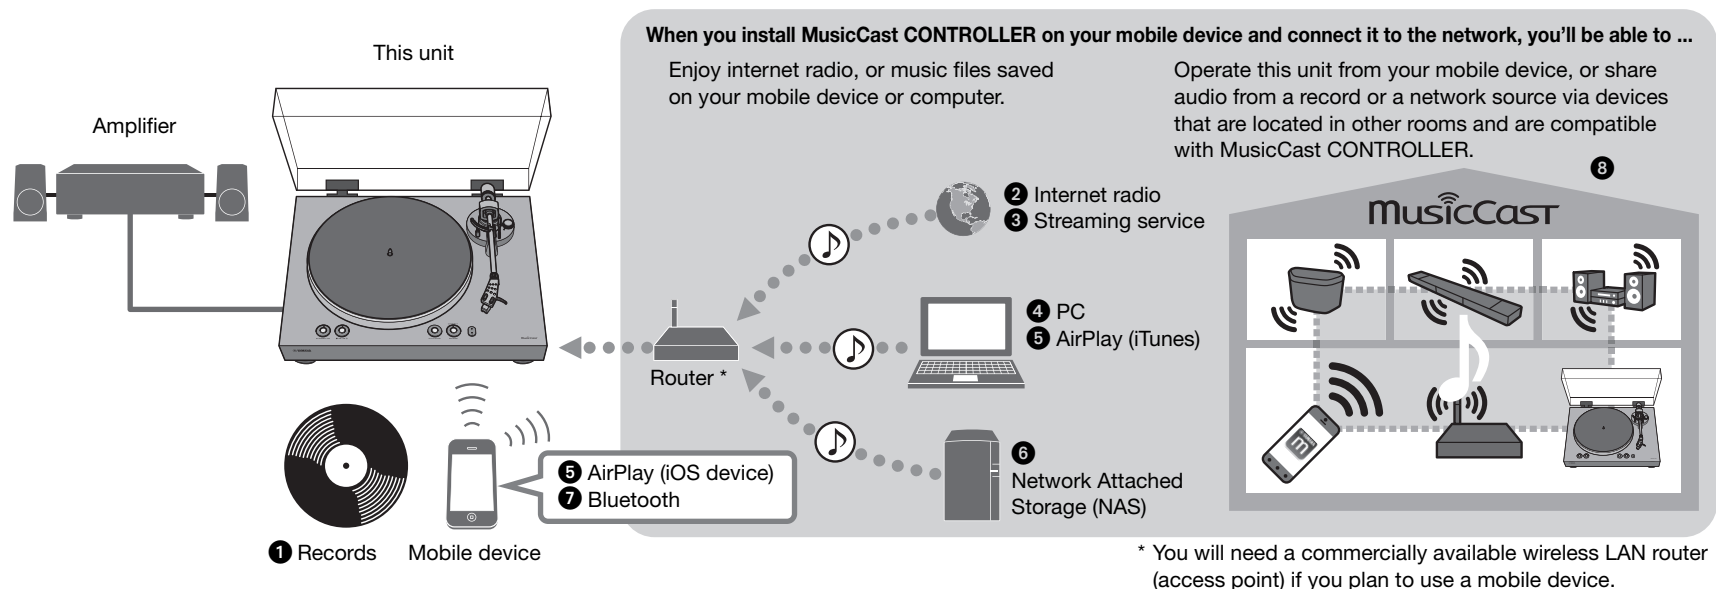 This unit
Amplifier
When you install MusicCast CONTROLLER on your mobile device and connect it to the network, you'll be able to ...
Enjoy internet radio, or music files saved
on your mobile device or computer.
Operate this unit from your mobile device, or share
audio from a record or a network source via devices
that are located in other rooms and are compatible
with MusicCast CONTROLLER.
8
MusicCast
2 Internet radio
3 Streaming service
4 PC
5 AirPlay (iTunes)
Router *
6
Network Attached
Storage (NAS)
5 AirPlay (iOS device)
7 Bluetooth
1 Records
Mobile device
* You will need a commercially available wireless LAN router
(access point) if you plan to use a mobile device.